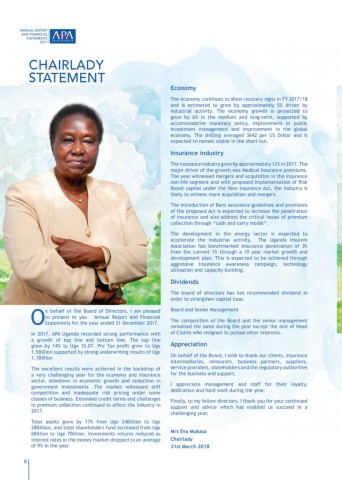 ANNUAL REPORT
AND FINANCIAL
STATEMENTS
2017
APA
INSURANCE
CHAIRLADY
STATEMENT
On behalf of the Board of Directors, I am pleased
to present to you Annual Report and Financial
Statements for the year ended 31 December 2017.
In 2017, APA Uganda recorded strong performance with
a growth of top line and bottom line. The top line
grew by 14% to Ugx 15.07. Pre Tax profit grew to Ugx
1.5Billion supported by strong underwriting results of Ugx
1.1Billion
The excellent results were achieved in the backdrop of
a very challenging year for the economy and insurance
sector, slowdown in economic growth and reduction in
government investments .The market witnessed stiff
competition and inadequate risk pricing under some
classes of business. Extended credit terms and challenges
in premium collection continued to affect the industry in
2017.
Total assets grew by 17% from Ugx 24Billion to Ugx
28Billion, and total shareholders fund increased from Ugx
6Billion to Ugx 7Billion. Investments returns reduced as
interest rates in the money market dropped to an average
of 9% in the year.
Economy
The economy continues to show recovery signs in FY 2017/18
and is estimated to grow by approximately 5% driven by
industrial activity. The economy growth is projected to
grow by 6% in the medium and long-term, supported by
accommodative monetary policy, improvement in public
investment management and improvement in the global
economy. The shilling averaged 3642 per US Dollar and is
expected to remain stable in the short run.
Insurance Industry
The insurance industry grew by approximately 12% in 2017. The
major driver of the growth was Medical Insurance premiums.
The year witnessed mergers and acquisition in the insurance
non-life segment and with proposed implementation of Risk
Based capital under the New Insurance Act, the industry is
likely to witness more acquisition and mergers.
The introduction of Banc assurance guidelines and provisions
of the proposed Act is expected to increase the penetration
of insurance and also address the critical issues of premium
collection through "cash and carry model".
The development in the energy sector is expected to
accelerate the industrial activity. The Uganda Insurers
Association has benchmarked insurance penetration of 3%
from the current 1% through a 10 year market growth and
development plan. This is expected to be achieved through
aggressive insurance awareness campaign, technology
utilisation and capacity building.
Dividends
The board of directors has not recommended dividend in
order to strengthen capital base.
Board and Senior Management
The composition of the Board and the senior management
remained the same during the year except the exit of Head
of Claims who resigned to pursue other interests.
Appreciation
On behalf of the Board, I wish to thank our clients, insurance
intermediaries, reinsurers, business partners, suppliers,
service providers, shareholders and the regulatory authorities
for the business and support.
I appreciate management and staff for their loyalty,
dedication and hard work during the year.
Finally, to my fellow directors, I thank you for your continued
support and advice which has enabled us succeed in a
challenging year.
Mrs Eva Mukasa
Chairlady
31st March 2018
8